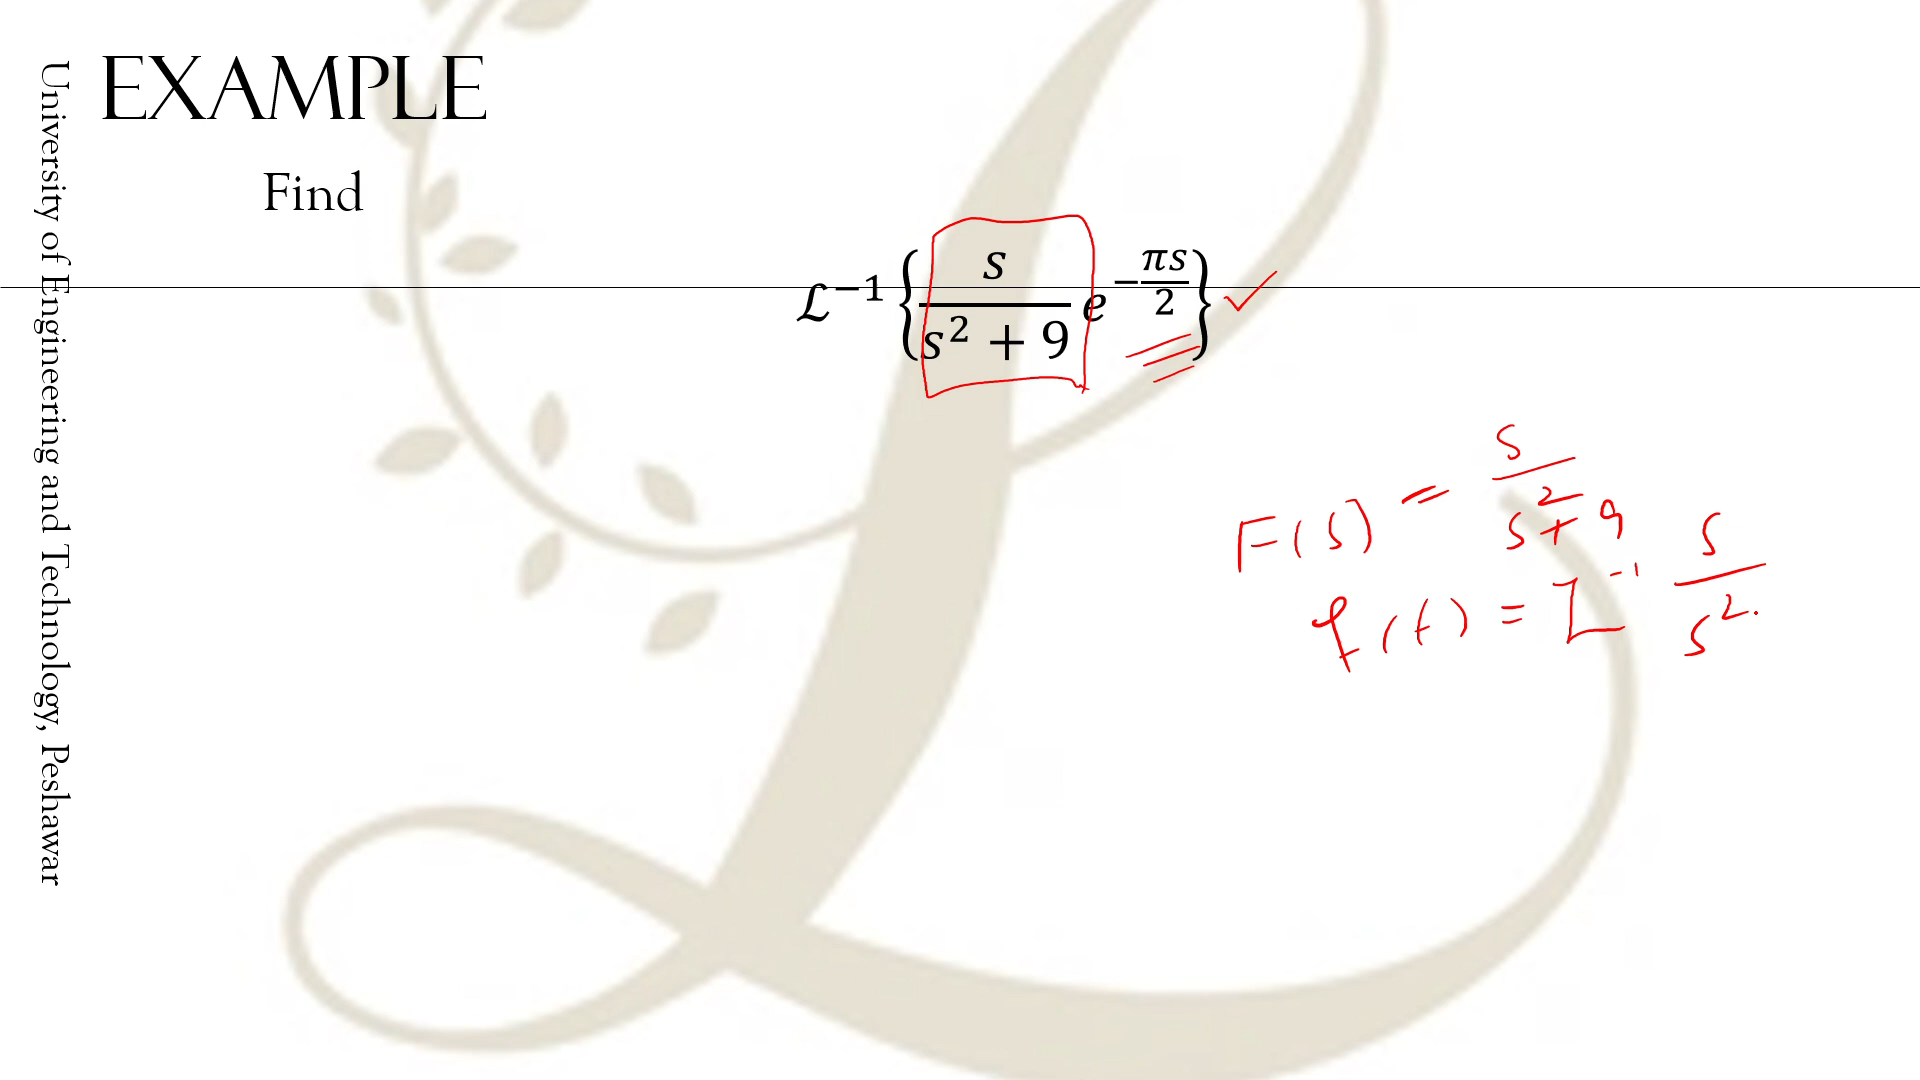 EXAMPLE
Find
ℒ⁻¹{s/(s² + 9) e^(-πs/2)}
F(s) = s/(s² + 9)
f(t) = L⁻¹ s/s²
University of Engineering and Technology, Peshawar